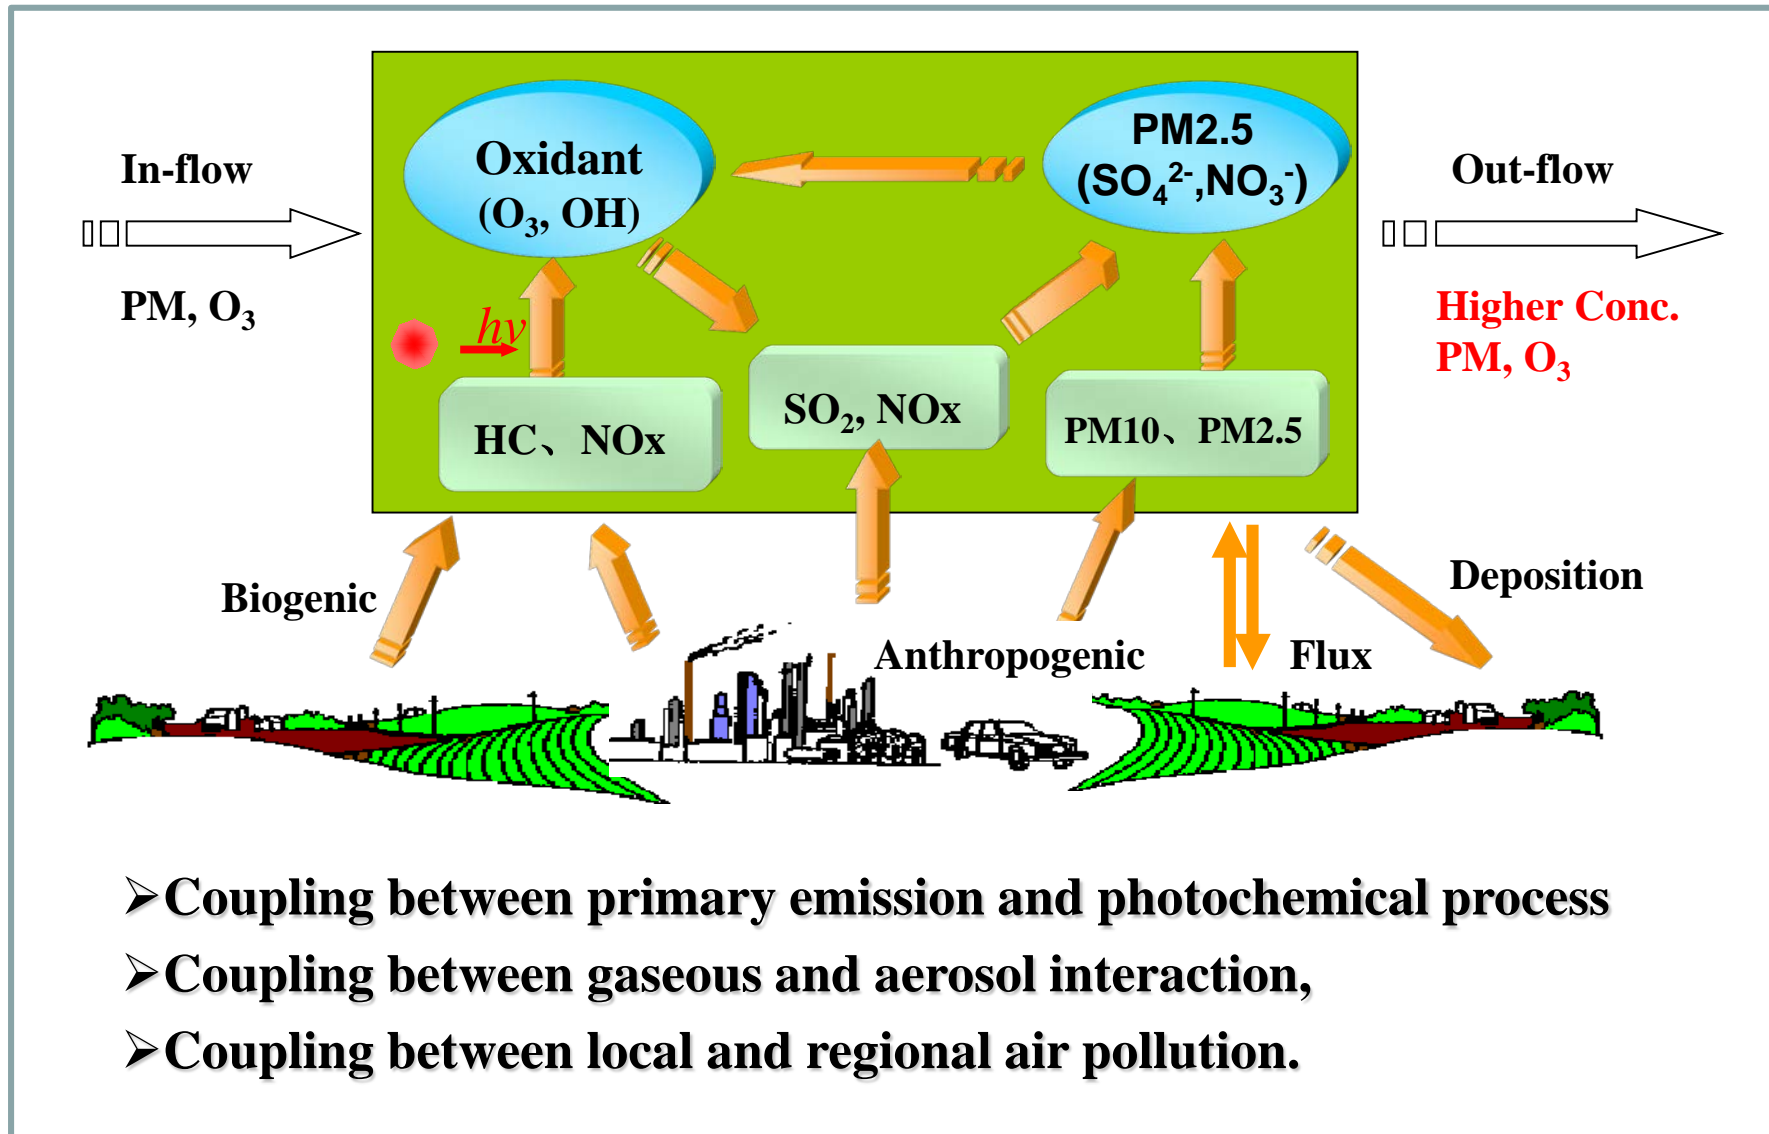 In-flow
PM, O₃
Oxidant
(O₃, OH)
PM2.5
(SO₄²⁻,NO₃⁻)
Out-flow
Higher Conc.
PM, O₃
hν
HC、NOx
SO₂, NOx
PM10、PM2.5
Biogenic
Anthropogenic
Flux
Deposition
➢Coupling between primary emission and photochemical process
➢Coupling between gaseous and aerosol interaction,
➢Coupling between local and regional air pollution.